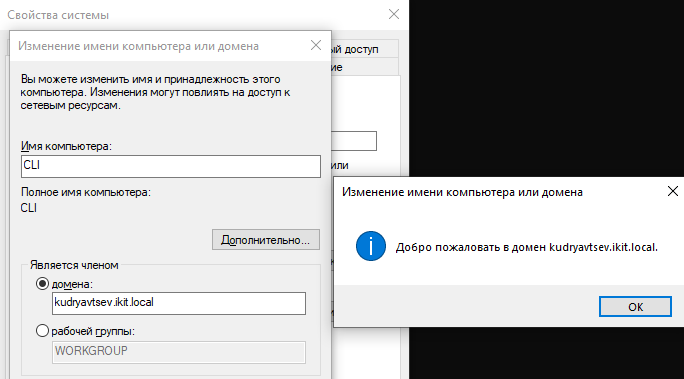 Свойства системы
Изменение имени компьютера или домена
ый доступ
ие
Вы можете изменить имя и принадлежность этого
компьютера. Изменения могут повлиять на доступ к
сетевым ресурсам.
Имя компьютера:
CLI
или
Полное имя компьютера:
CLI
Дополнительно...
Является членом
домена:
kudryavtsev.ikit.local
рабочей группы:
WORKGROUP
Изменение имени компьютера или домена
Добро пожаловать в домен kudryavtsev.ikit.local.
ОК